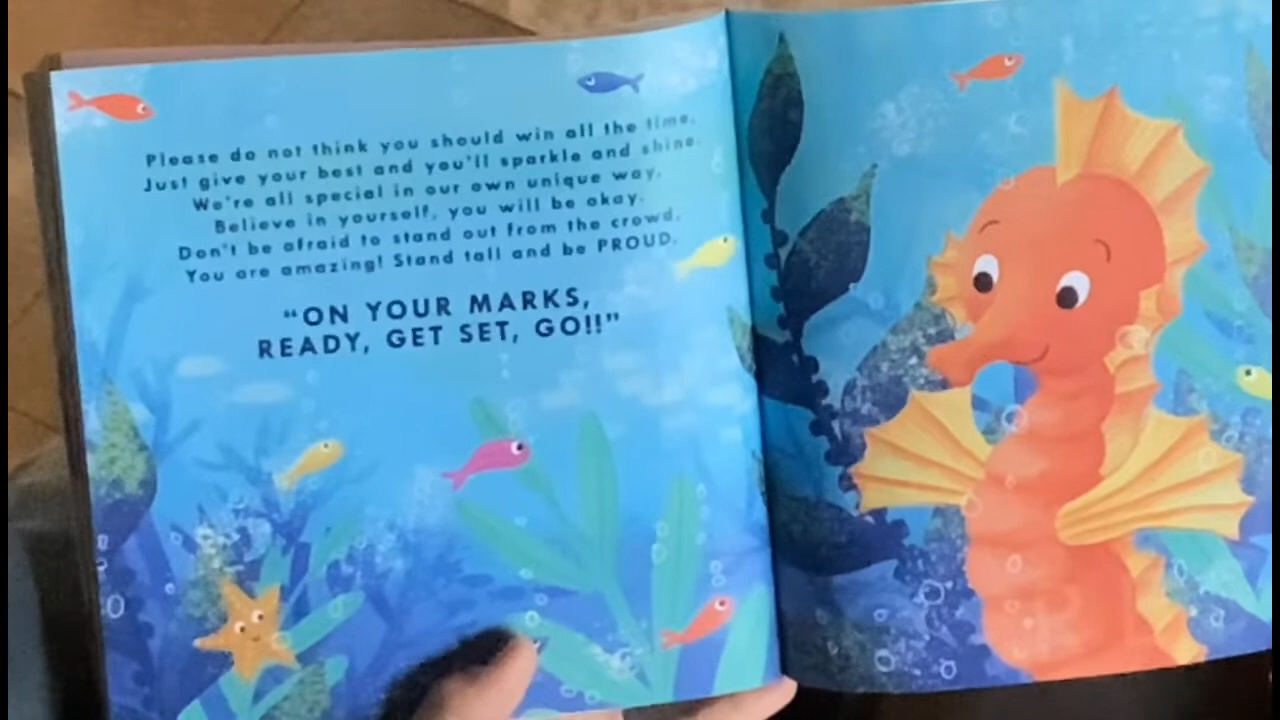 Please do not think you should win all the time.
Just give your best and you'll sparkle and shine.
We're all special in our own unique way.
Believe in yourself, you will be okay.
Don't be afraid to stand out from the crowd.
You are amazing! Stand tall and be PROUD.
“ON YOUR MARKS,
READY, GET SET, GO!!”